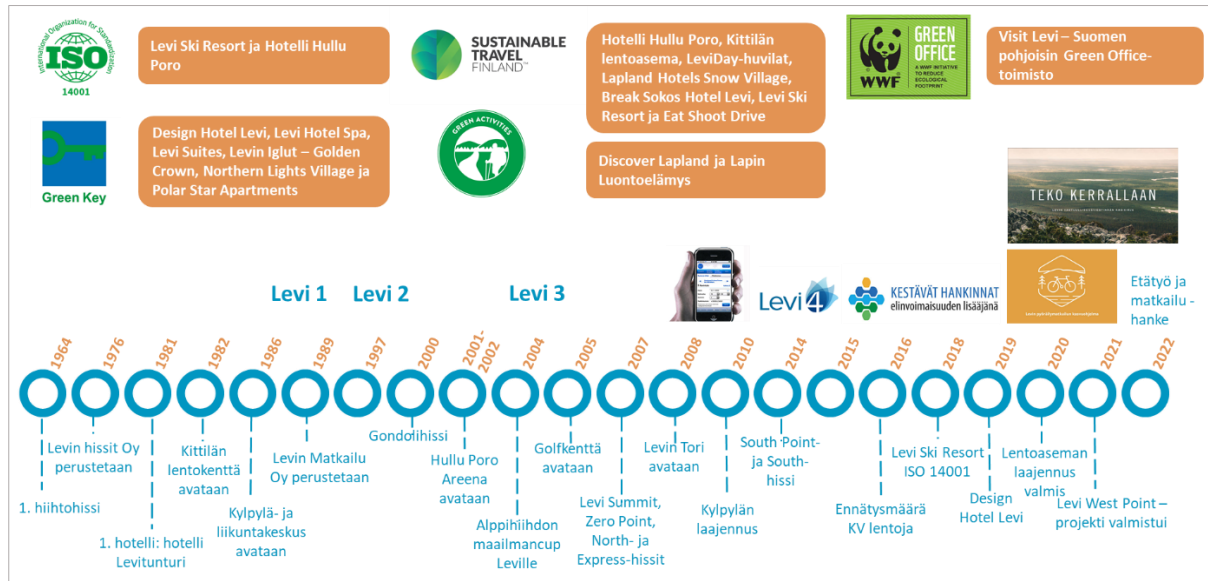 International Organization for Standardization
ISO
14001
Levi Ski Resort ja Hotelli Hullu
Poro
SUSTAINABLE
TRAVEL
FINLAND™
Hotelli Hullu Poro, Kittilän
lentoasema, LeviDay-huvilat,
Lapland Hotels Snow Village,
Break Sokos Hotel Levi, Levi Ski
Resort ja Eat Shoot Drive
WWF
GREEN
OFFICE
A WWF INITIATIVE
TO REDUCE
ECOLOGICAL
FOOTPRINT
Visit Levi – Suomen
pohjoisin Green Office-
toimisto
Green Key
Design Hotel Levi, Levi Hotel Spa,
Levi Suites, Levin Iglut – Golden
Crown, Northern Lights Village ja
Polar Star Apartments
GREEN ACTIVITIES
Discover Lapland ja Lapin
Luontoelämys
TEKO KERRALLAAN
Levi 1
Levi 2
Levi 3
Levi4
KESTÄVÄT HANKINNAT
elinvoimaisuuden lisääjänä
Etätyö ja
matkailu -
hanke
1964
1976
1981
1982
1986
1989
1997
2000
2001-
2002
2004
2005
2007
2008
2010
2014
2015
2016
2018
2019
2020
2021
2022
1. hiihtohissi
Levin hissit Oy
perustetaan
1. hotelli: hotelli
Levitunturi
Kittilän
lentokenttä
avataan
Kylpylä- ja
liikuntakeskus
avataan
Levin Matkailu
Oy perustetaan
Gondolihissi
Hullu Poro
Areena
avataan
Alppihiihdon
maailmancup
Leville
Golfkenttä
avataan
Levi Summit,
Zero Point,
North- ja
Express-hissit
Levin Tori
avataan
Kylpylän
laajennus
South Point-
ja South-
hissi
Ennätysmäärä
KV lentoja
Levi Ski Resort
ISO 14001
Design
Hotel Levi
Lentoaseman
laajennus
valmis
Levi West Point –
projekti valmistui